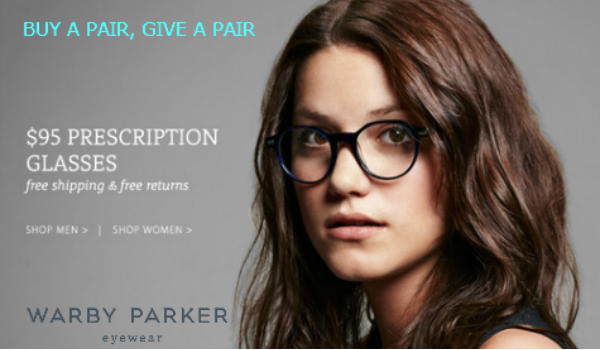 BUY A PAIR, GIVE A PAIR
$95 PRESCRIPTION
GLASSES
free shipping & free returns
SHOP MEN > | SHOP WOMEN >
WARBY PARKER
eyewear